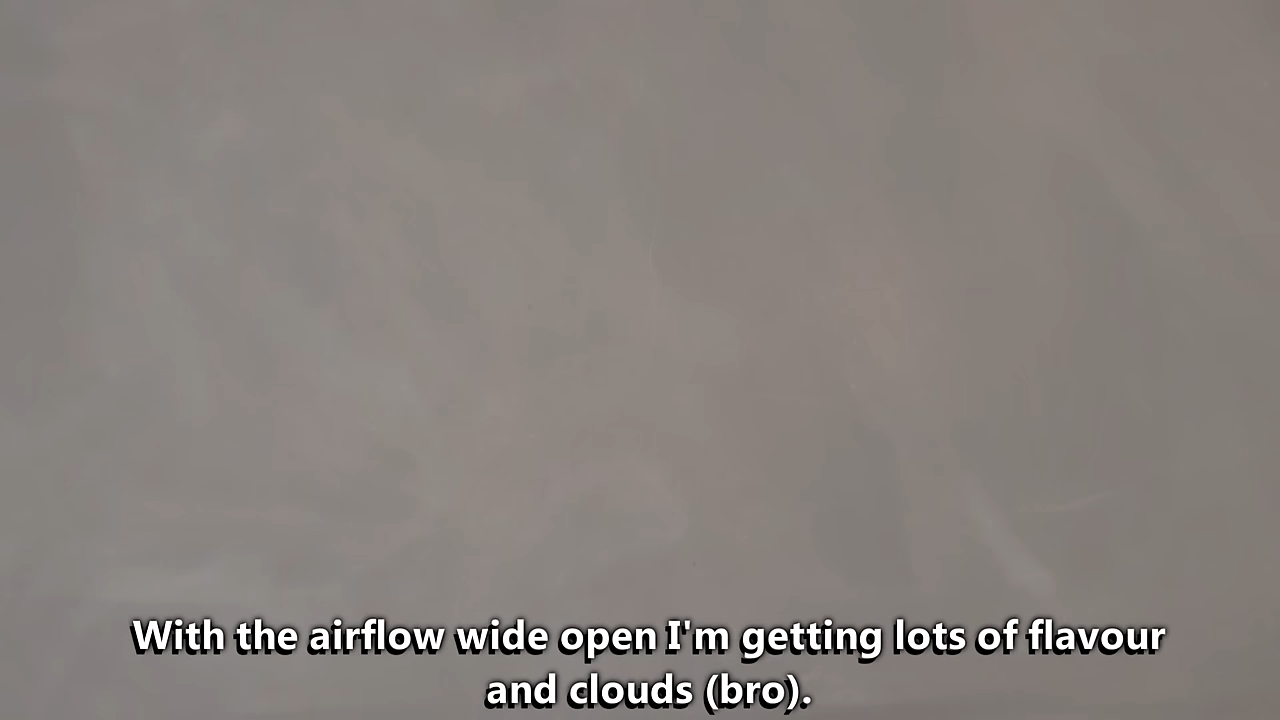 With the airflow wide open I'm getting lots of flavour
and clouds (bro).